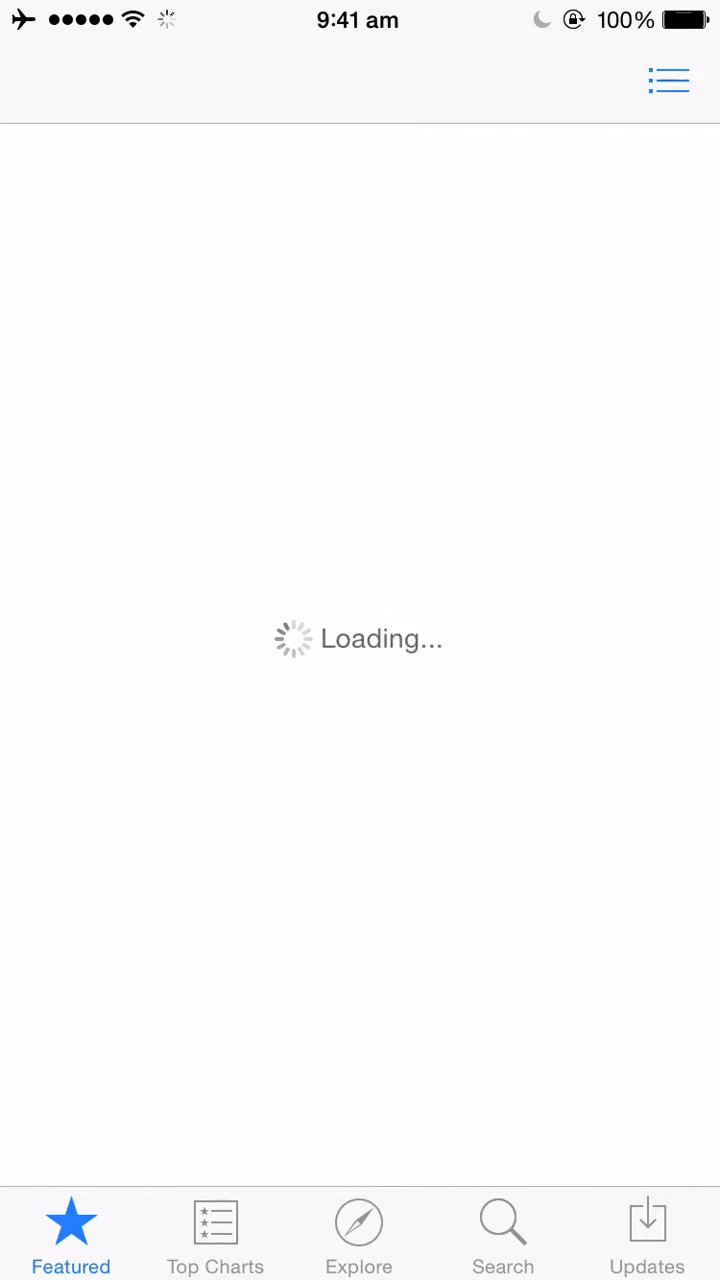 9:41 am
100%
Loading...
Featured
Top Charts
Explore
Search
Updates